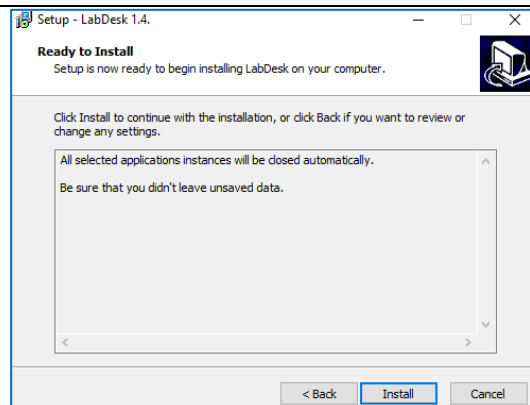 Setup - LabDesk 1.4.
Ready to Install
Setup is now ready to begin installing LabDesk on your computer.
Click Install to continue with the installation, or click Back if you want to review or
change any settings.
All selected applications instances will be closed automatically.
Be sure that you didn't leave unsaved data.
< Back
Install
Cancel